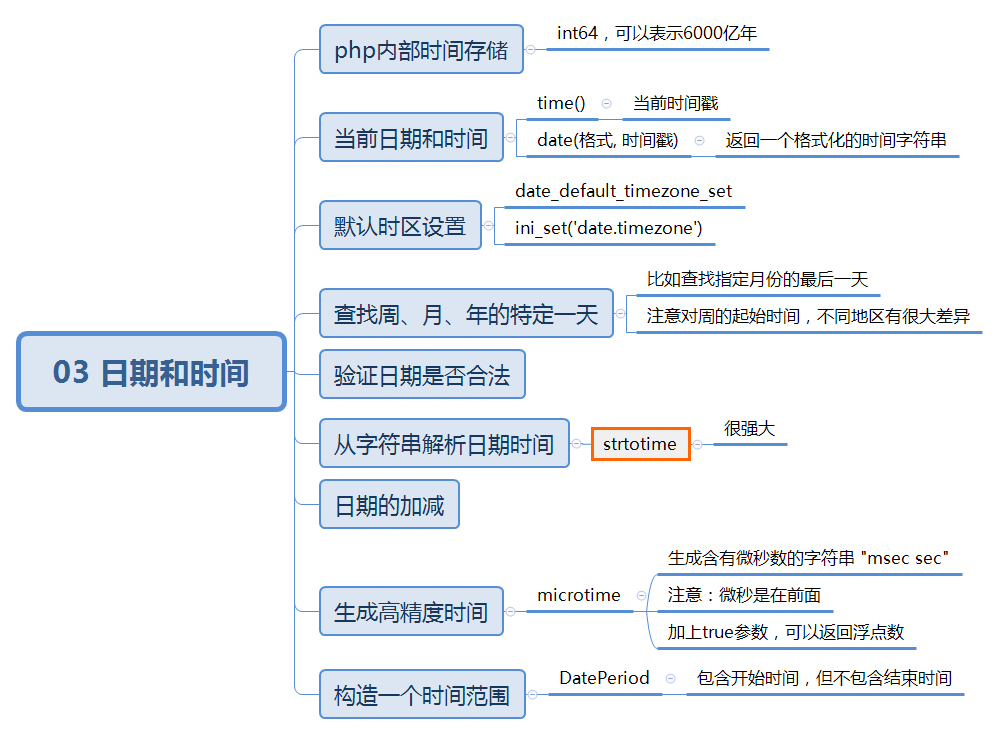 03 日期和时间
php内部时间存储
int64，可以表示6000亿年
当前日期和时间
time()
当前时间戳
date(格式, 时间戳)
返回一个格式化的时间字符串
默认时区设置
date_default_timezone_set
ini_set('date.timezone')
查找周、月、年的特定一天
比如查找指定月份的最后一天
注意对周的起始时间，不同地区有很大差异
验证日期是否合法
从字符串解析日期时间
strtotime
很强大
日期的加减
生成高精度时间
microtime
生成含有微秒数的字符串 "msec sec"
注意：微秒是在前面
加上true参数，可以返回浮点数
构造一个时间范围
DatePeriod
包含开始时间，但不包含结束时间